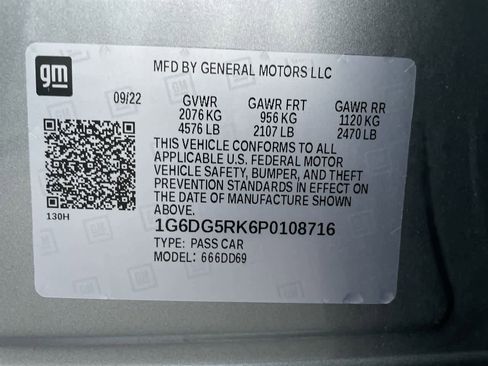 gm
MFD BY GENERAL MOTORS LLC
09/22 GVWR GAWR FRT GAWR RR
2076 KG 956 KG 1120 KG
4576 LB 2107 LB 2470 LB
THIS VEHICLE CONFORMS TO ALL
APPLICABLE U.S. FEDERAL MOTOR
VEHICLE SAFETY, BUMPER, AND THEFT
PREVENTION STANDARDS IN EFFECT ON
THE DATE OF MANUFACTURE SHOWN
ABOVE.
130H
1G6DG5RK6P0108716
TYPE: PASS CAR
MODEL: 666DD69